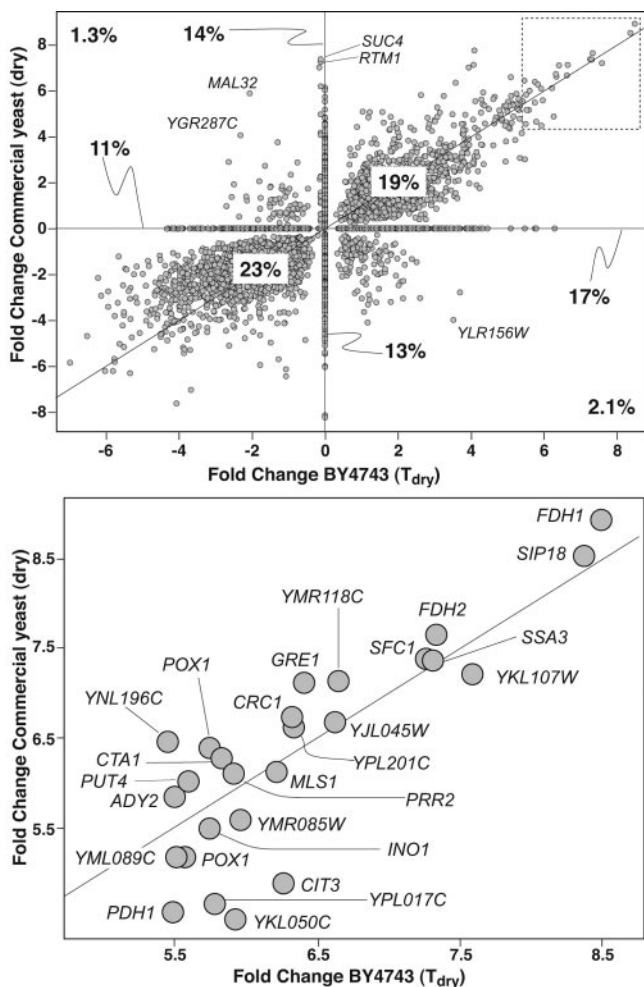 1.3%
14%
SUC4
RTM1
MAL32
YGR287C
11%
19%
23%
17%
13%
YLR156W
2.1%
8
6
4
2
0
-2
-4
-6
-8
-6
-4
-2
0
2
4
6
8
Fold Change Commercial yeast (dry)
Fold Change BY4743 (Tdry)
FDH1
SIP18
YMR118C
FDH2
SFC1
SSA3
GRE1
POX1
YKL107W
CRC1
YNL196C
YJL045W
CTA1
YPL201C
PUT4
MLS1
PRR2
ADY2
YMR085W
INO1
YML089C
POX1
CIT3
YPL017C
PDH1
YKL050C
8.5
7.5
6.5
5.5
5.5
6.5
7.5
8.5
Fold Change Commercial yeast (dry)
Fold Change BY4743 (Tdry)